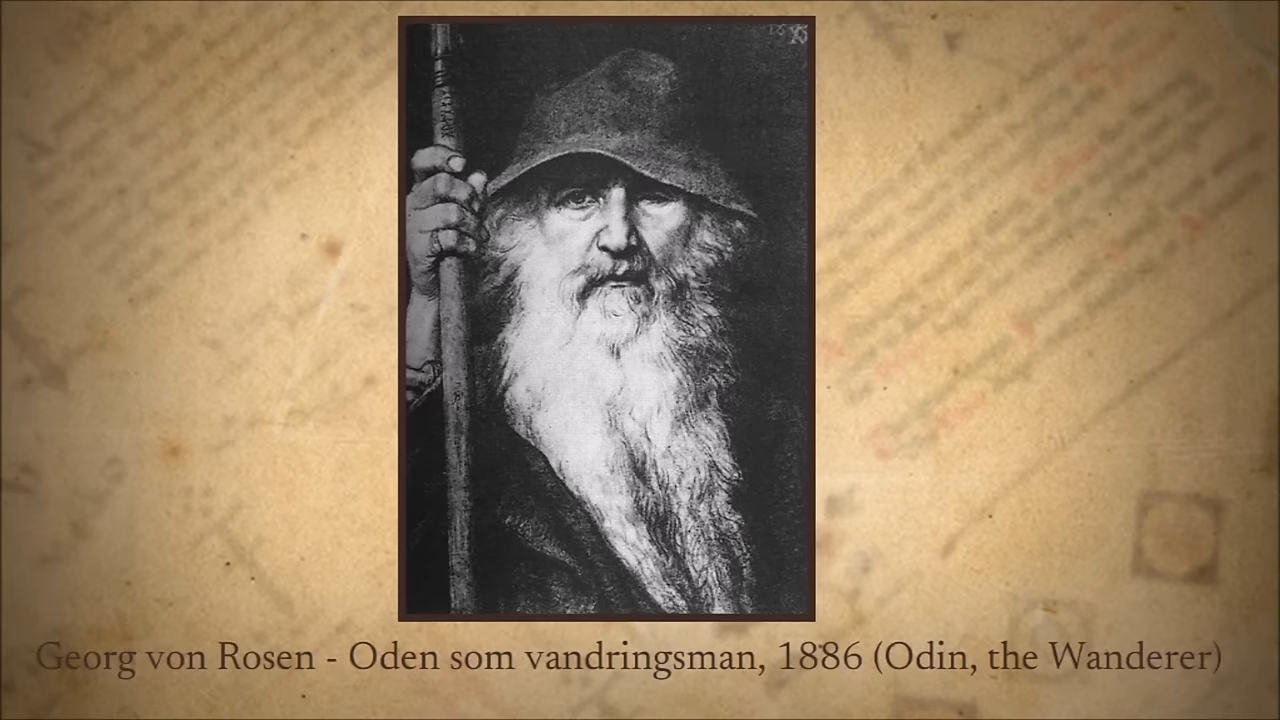 Georg von Rosen - Oden som vandringsman, 1886 (Odin, the Wanderer)